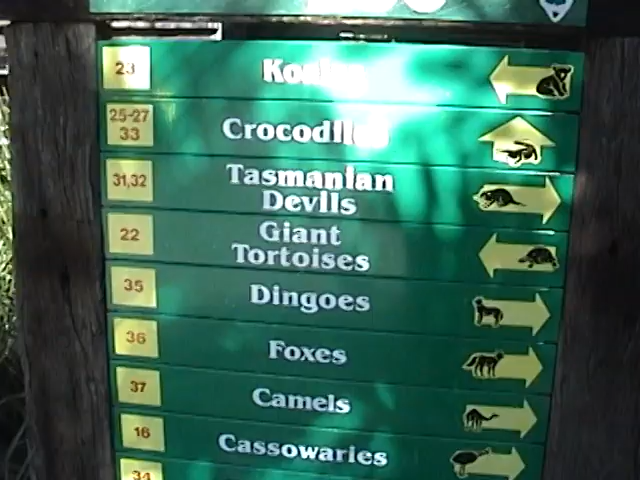 23 Koalas
25-27
33 Crocodiles
31,32 Tasmanian
Devils
22 Giant
Tortoises
35 Dingoes
36 Foxes
37 Camels
16 Cassowaries
34